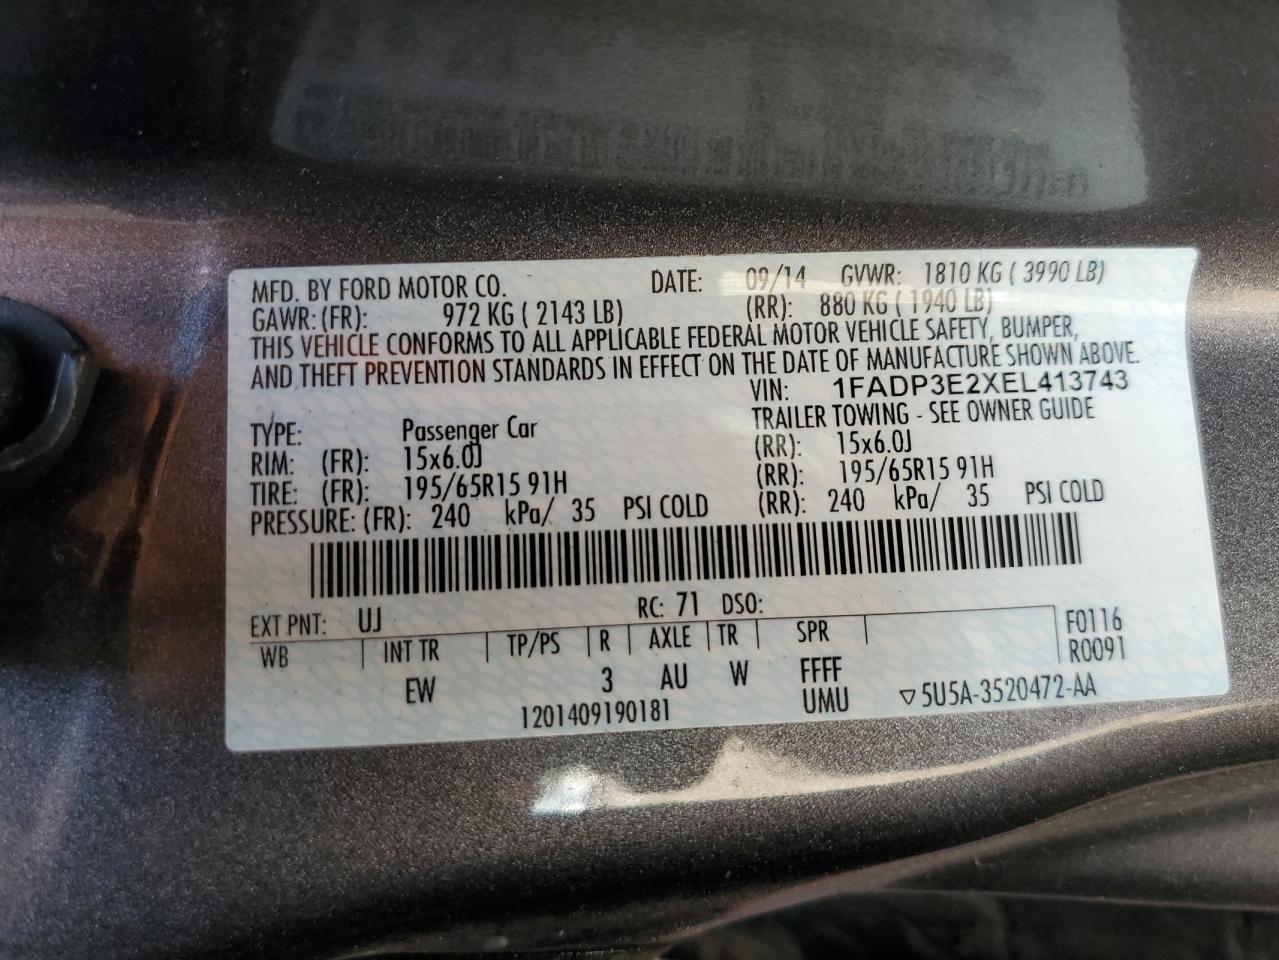 MFD. BY FORD MOTOR CO. DATE: 09/14 GVWR: 1810 KG ( 3990 LB)
GAWR: (FR): 972 KG ( 2143 LB) (RR): 880 KG ( 1940 LB)
THIS VEHICLE CONFORMS TO ALL APPLICABLE FEDERAL MOTOR VEHICLE SAFETY, BUMPER,
AND THEFT PREVENTION STANDARDS IN EFFECT ON THE DATE OF MANUFACTURE SHOWN ABOVE.
VIN: 1FADP3E2XEL413743
TYPE: Passenger Car TRAILER TOWING - SEE OWNER GUIDE
RIM: (FR): 15x6.0J (RR): 15x6.0J
TIRE: (FR): 195/65R15 91H (RR): 195/65R15 91H
PRESSURE: (FR): 240 kPa/ 35 PSI COLD (RR): 240 kPa/ 35 PSI COLD
EXT PNT: UJ RC: 71 DSO:
WB INT TR TP/PS R AXLE TR SPR F0116
R0091
EW 3 AU W FFFF
UMU
1201409190181 ▽5U5A-3520472-AA